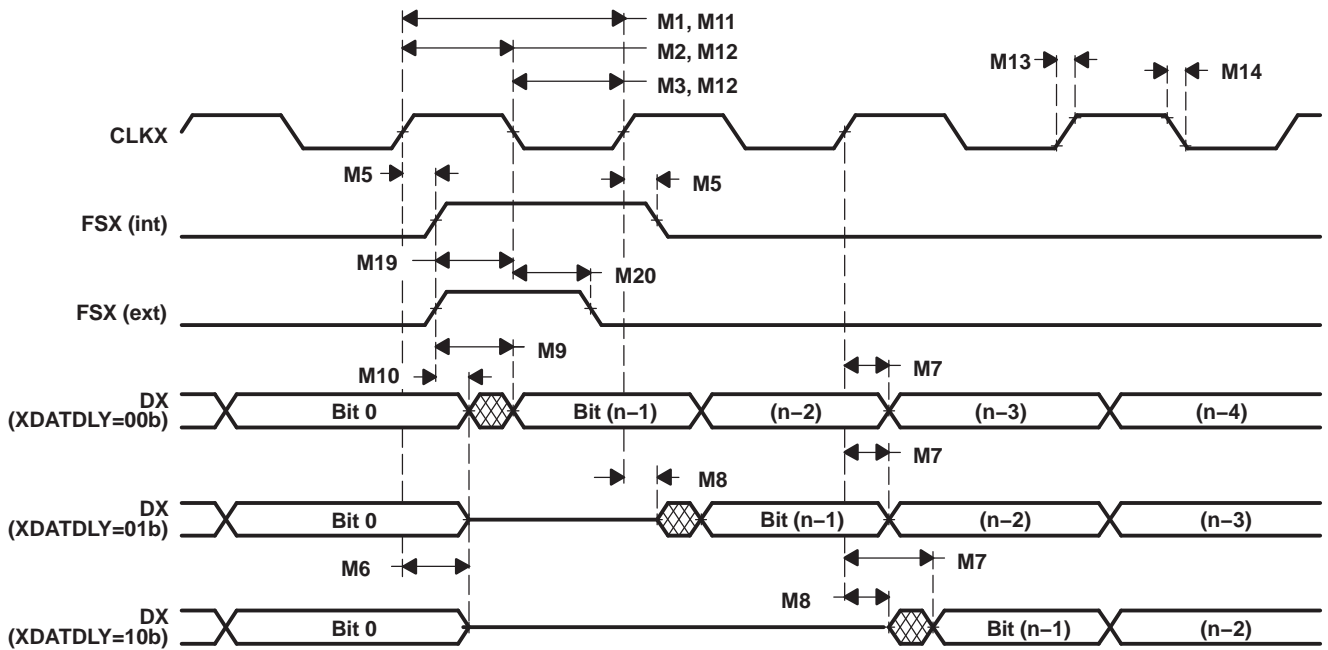 M1, M11
M2, M12
M3, M12
M13
M14
CLKX
M5
M5
FSX (int)
M19
M20
FSX (ext)
M9
M10
M7
DX
(XDATDLY=00b)
Bit 0
Bit (n–1)
(n–2)
(n–3)
(n–4)
M7
M8
DX
(XDATDLY=01b)
Bit 0
Bit (n–1)
(n–2)
(n–3)
M6
M7
M8
DX
(XDATDLY=10b)
Bit 0
Bit (n–1)
(n–2)